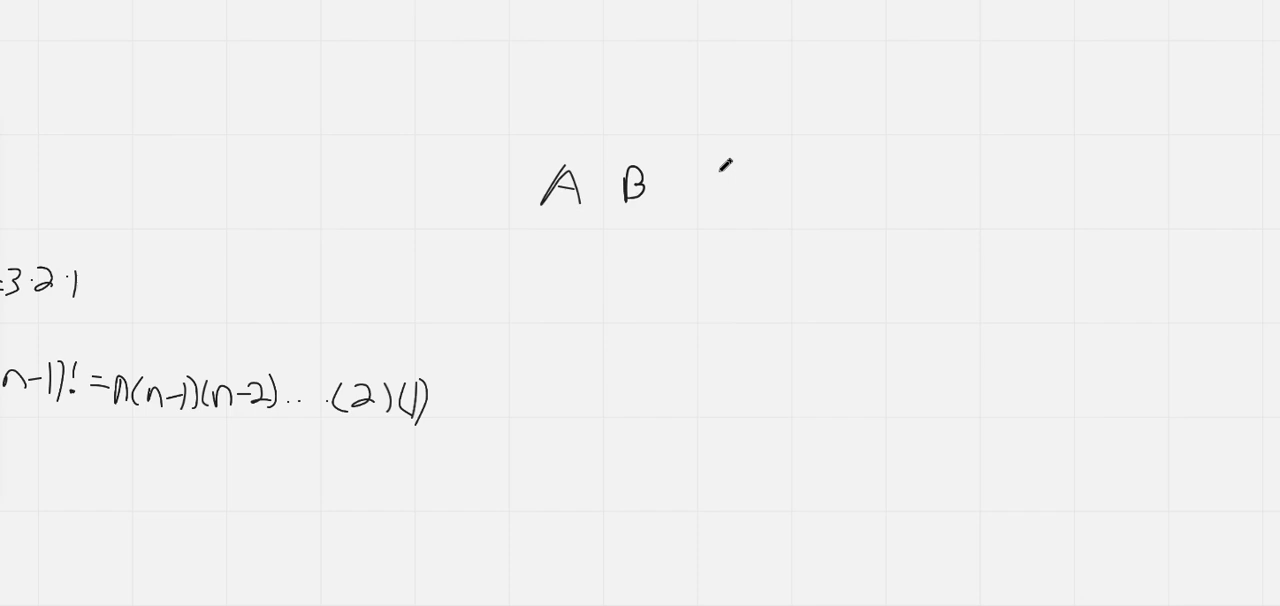 A B
=3·2·1
n-1)! = n(n-1)(n-2)... ·(2)(1)